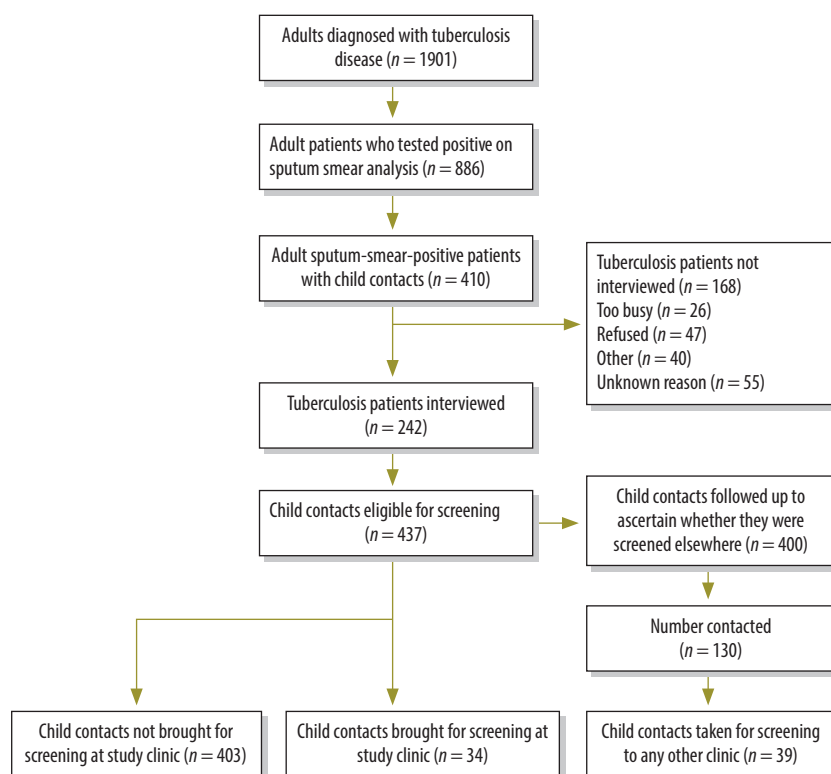 Adults diagnosed with tuberculosis
disease (n = 1901)
Adult patients who tested positive on
sputum smear analysis (n = 886)
Adult sputum-smear-positive patients
with child contacts (n = 410)
Tuberculosis patients not
interviewed (n = 168)
Too busy (n = 26)
Refused (n = 47)
Other (n = 40)
Unknown reason (n = 55)
Tuberculosis patients interviewed
(n = 242)
Child contacts eligible for screening
(n = 437)
Child contacts followed up to
ascertain whether they were
screened elsewhere (n = 400)
Number contacted
(n = 130)
Child contacts not brought for
screening at study clinic (n = 403)
Child contacts brought for screening at
study clinic (n = 34)
Child contacts taken for screening
to any other clinic (n = 39)